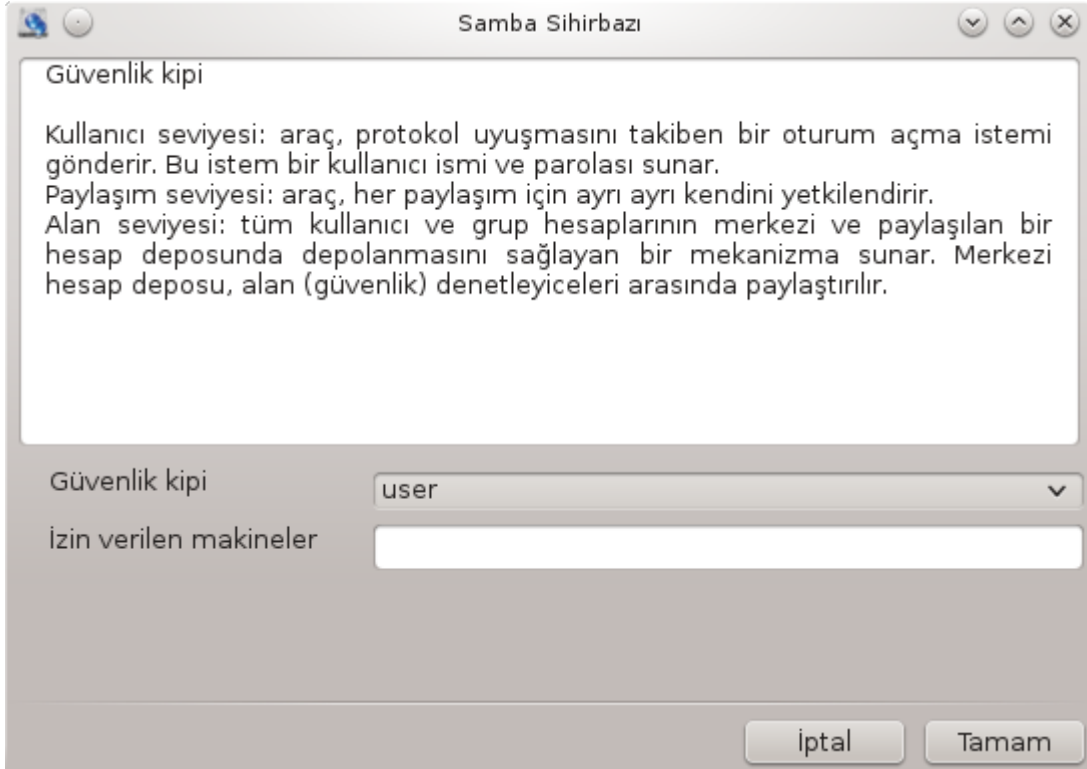 Samba Sihirbazı
Güvenlik kipi
Kullanıcı seviyesi: araç, protokol uyuşmasını takiben bir oturum açma istemi
gönderir. Bu istem bir kullanıcı ismi ve parolası sunar.
Paylaşım seviyesi: araç, her paylaşım için ayrı ayrı kendini yetkilendirir.
Alan seviyesi: tüm kullanıcı ve grup hesaplarının merkezi ve paylaşılan bir
hesap deposunda depolanmasını sağlayan bir mekanizma sunar. Merkezi
hesap deposu, alan (güvenlik) denetleyiceleri arasında paylaştırılır.
Güvenlik kipi
user
İzin verilen makineler
İptal
Tamam